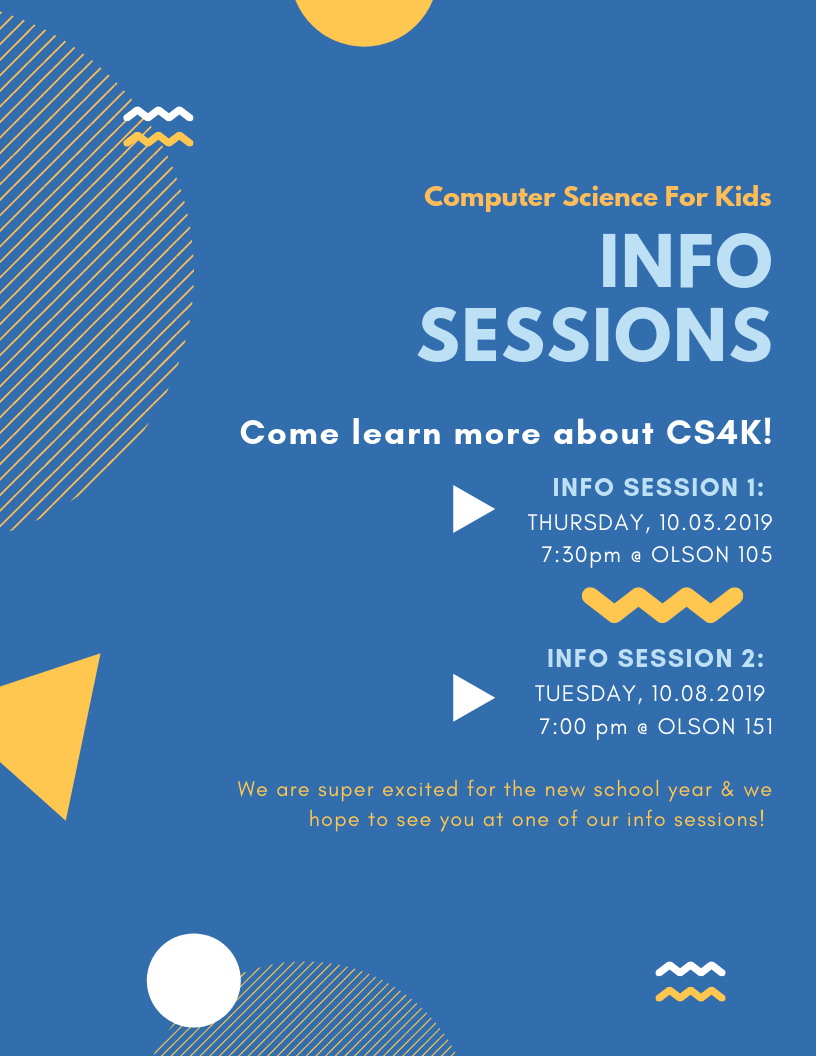 Computer Science For Kids
INFO
SESSIONS
Come learn more about CS4K!
INFO SESSION 1:
THURSDAY, 10.03.2019
7:30pm @ OLSON 105
INFO SESSION 2:
TUESDAY, 10.08.2019
7:00 pm @ OLSON 151
We are super excited for the new school year & we
hope to see you at one of our info sessions!